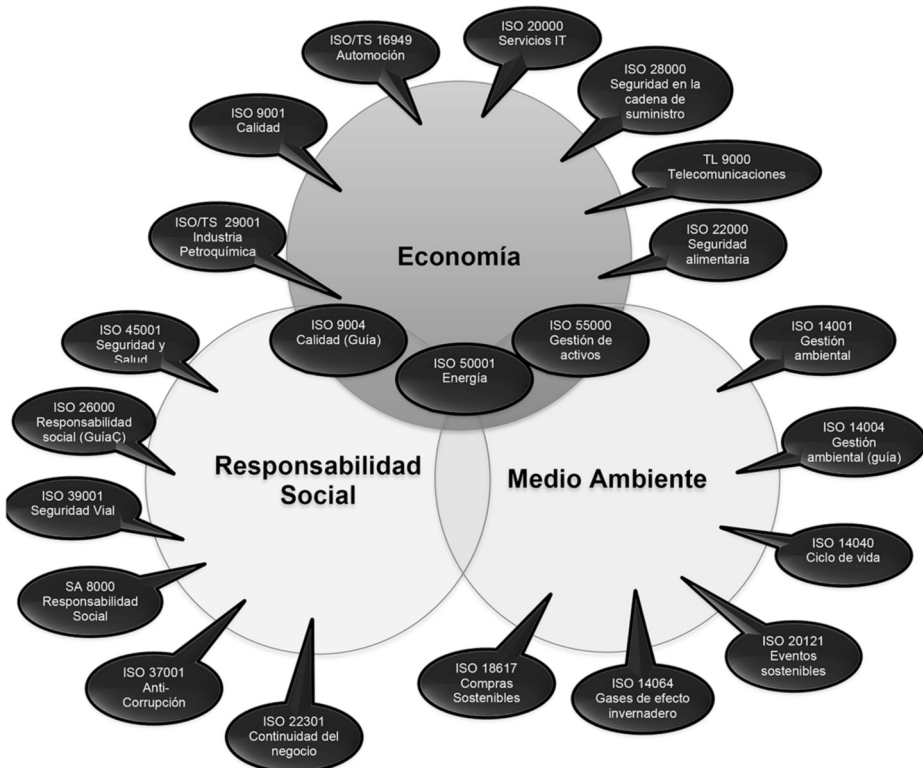 ISO/TS 16949
Automoción
ISO 20000
Servicios IT
ISO 28000
Seguridad en la
cadena de
suministro
ISO 9001
Calidad
TL 9000
Telecomunicaciones
ISO/TS 29001
Industria
Petroquímica
ISO 22000
Seguridad
alimentaria
Economía
ISO 9004
Calidad (Guía)
ISO 50001
Energía
ISO 55000
Gestión de
activos
ISO 45001
Seguridad y
Salud
ISO 26000
Responsabilidad
social (GuíaÇ)
ISO 39001
Seguridad Vial
SA 8000
Responsabilidad
Social
ISO 37001
Anti-
Corrupción
ISO 22301
Continuidad del
negocio
Responsabilidad
Social
Medio Ambiente
ISO 14001
Gestión
ambiental
ISO 14004
Gestión
ambiental (guía)
ISO 14040
Ciclo de vida
ISO 20121
Eventos
sostenibles
ISO 14064
Gases de efecto
invernadero
ISO 18617
Compras
Sostenibles